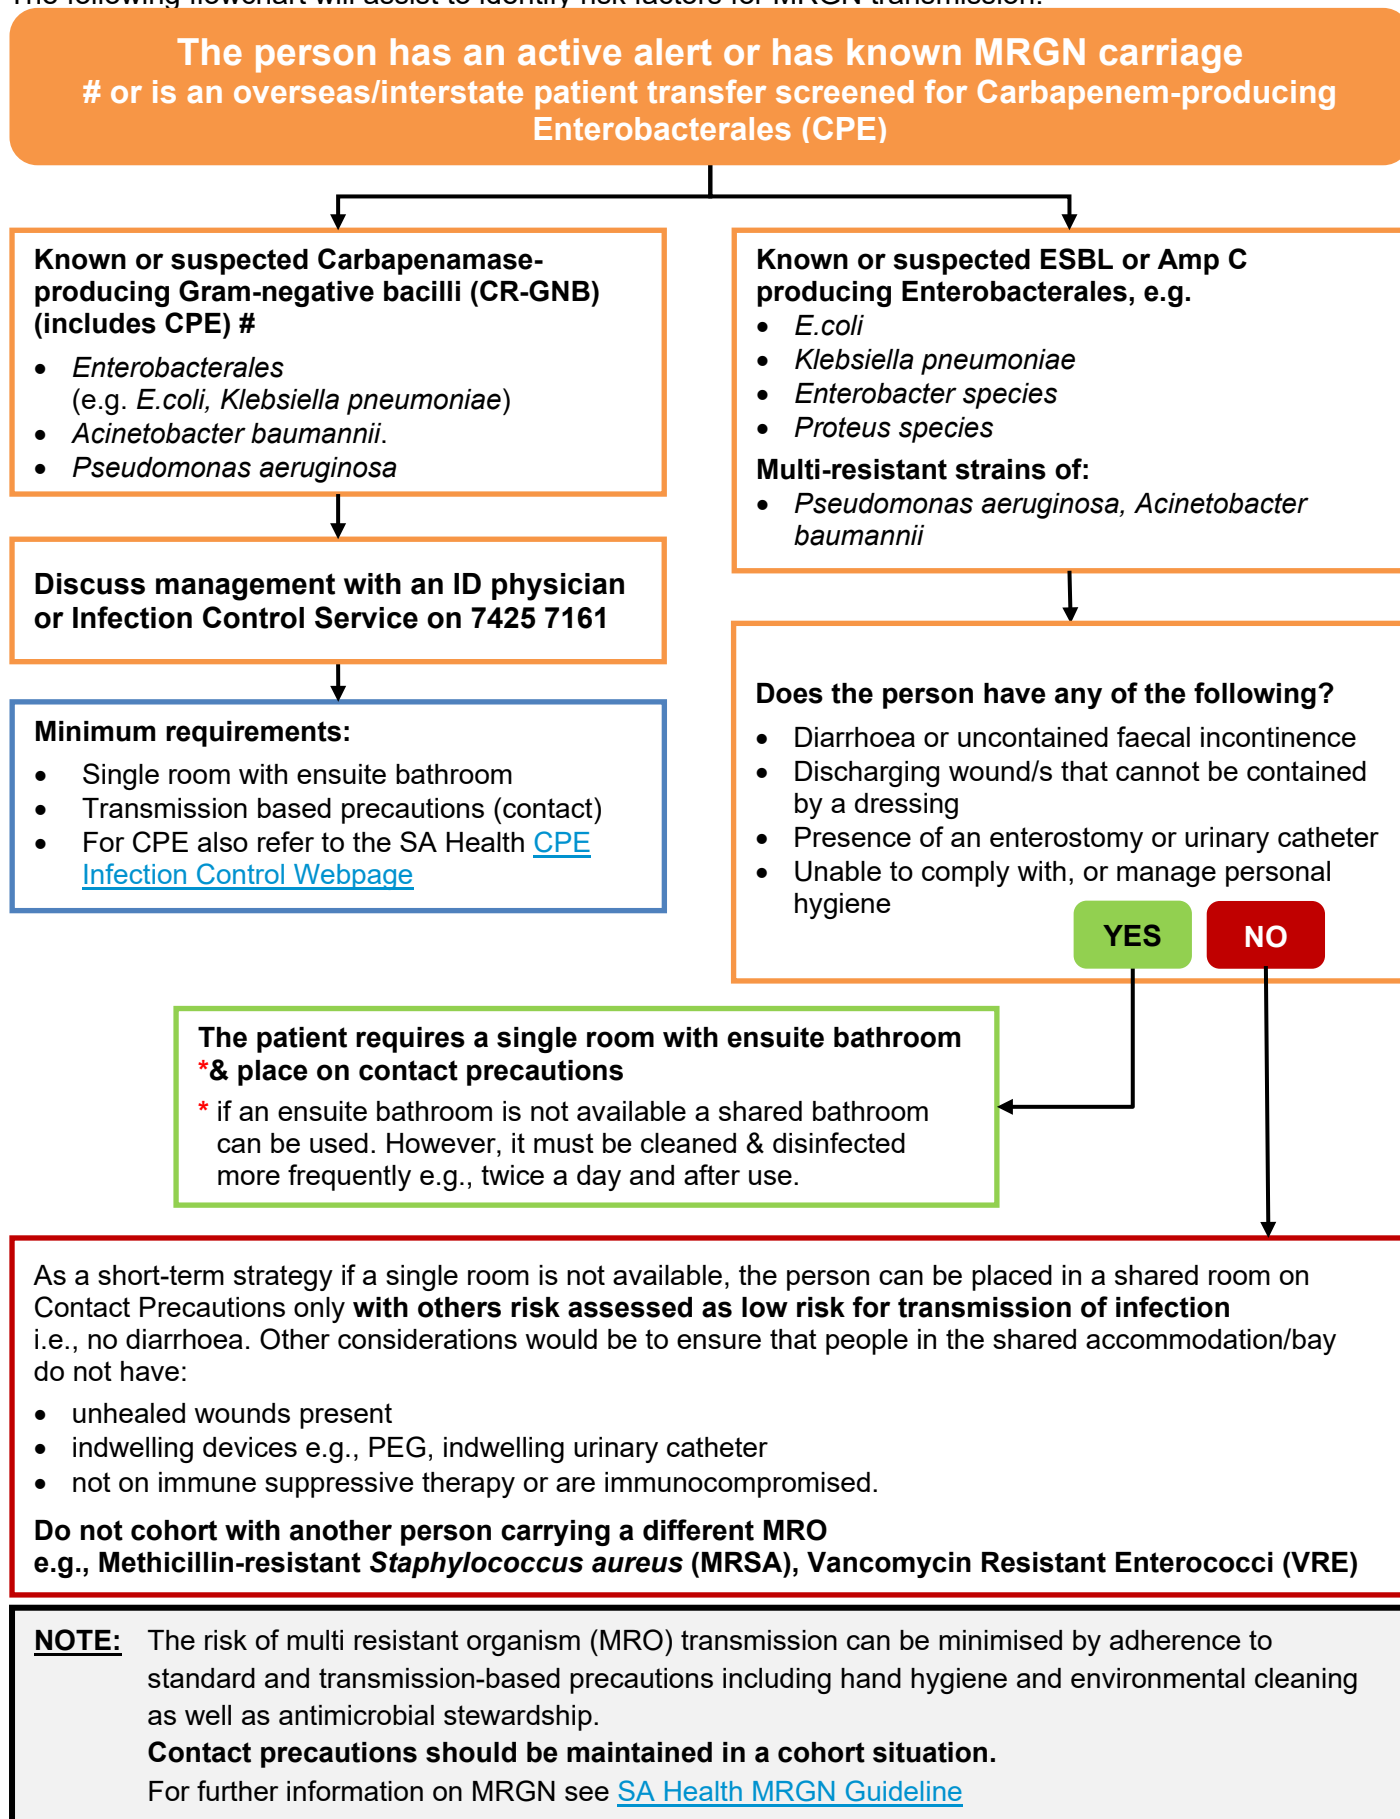 The following flowchart will assist to identify risk factors for MRGN transmission.
The person has an active alert or has known MRGN carriage
# or is an overseas/interstate patient transfer screened for Carbapenem-producing
Enterobacterales (CPE)
Known or suspected Carbapenamase-
producing Gram-negative bacilli (CR-GNB)
(includes CPE) #
• Enterobacterales
(e.g. E.coli, Klebsiella pneumoniae)
• Acinetobacter baumannii.
• Pseudomonas aeruginosa
Discuss management with an ID physician
or Infection Control Service on 7425 7161
Minimum requirements:
• Single room with ensuite bathroom
• Transmission based precautions (contact)
• For CPE also refer to the SA Health CPE
Infection Control Webpage
Known or suspected ESBL or Amp C
producing Enterobacterales, e.g.
• E.coli
• Klebsiella pneumoniae
• Enterobacter species
• Proteus species
Multi-resistant strains of:
• Pseudomonas aeruginosa, Acinetobacter
baumannii
Does the person have any of the following?
• Diarrhoea or uncontained faecal incontinence
• Discharging wound/s that cannot be contained
by a dressing
• Presence of an enterostomy or urinary catheter
• Unable to comply with, or manage personal
hygiene
YES NO
The patient requires a single room with ensuite bathroom
*& place on contact precautions
* if an ensuite bathroom is not available a shared bathroom
can be used. However, it must be cleaned & disinfected
more frequently e.g., twice a day and after use.
As a short-term strategy if a single room is not available, the person can be placed in a shared room on
Contact Precautions only with others risk assessed as low risk for transmission of infection
i.e., no diarrhoea. Other considerations would be to ensure that people in the shared accommodation/bay
do not have:
• unhealed wounds present
• indwelling devices e.g., PEG, indwelling urinary catheter
• not on immune suppressive therapy or are immunocompromised.
Do not cohort with another person carrying a different MRO
e.g., Methicillin-resistant Staphylococcus aureus (MRSA), Vancomycin Resistant Enterococci (VRE)
NOTE: The risk of multi resistant organism (MRO) transmission can be minimised by adherence to
standard and transmission-based precautions including hand hygiene and environmental cleaning
as well as antimicrobial stewardship.
Contact precautions should be maintained in a cohort situation.
For further information on MRGN see SA Health MRGN Guideline